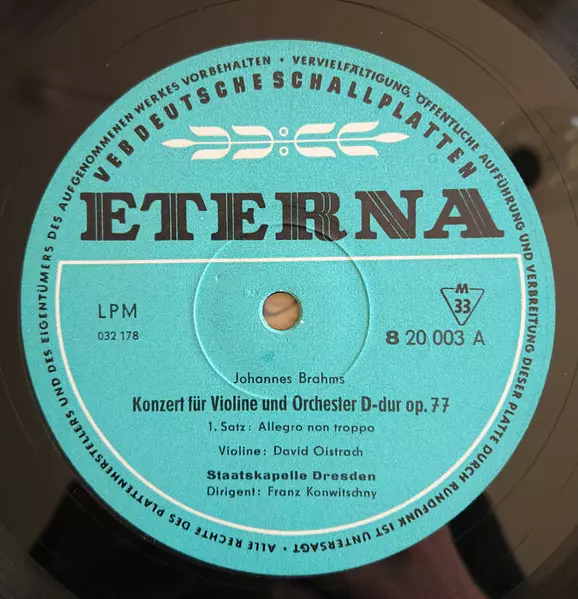 ALLE RECHTE DES PLATTENHERSTELLERS UND DES EIGENTÜMERS DES AUFGENOMMENEN WERKES VORBEHALTEN • VERVIELFÄLTIGUNG, ÖFFENTLICHE AUFFÜHRUNG UND VERBREITUNG DIESER PLATTE DURCH RUNDFUNK IST UNTERSAGT •
VEB DEUTSCHE SCHALLPLATTEN
ETERNA
LPM
032 178
M
33
8 20 003 A
Johannes Brahms
Konzert für Violine und Orchester D-dur op. 77
1. Satz: Allegro non troppo
Violine: David Oistrach
Staatskapelle Dresden
Dirigent: Franz Konwitschny